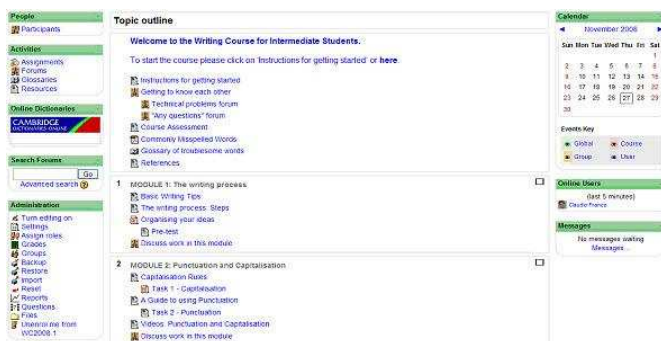 People
Participants
Activities
Assignments
Forums
Glossaries
Resources
Online Dictionaries
CAMBRIDGE
DICTIONARIES ONLINE
Search Forums
Go
Advanced search
Administration
Turn editing on
Settings
Assign roles
Grades
Groups
Backup
Restore
Import
Reset
Reports
Questions
Files
Unenrol me from
WC2008.1
Topic outline
Welcome to the Writing Course for Intermediate Students.
To start the course please click on 'Instructions for getting started' or here.
Instructions for getting started
Getting to know each other
Technical problems forum
"Any questions" forum
Course Assessment
Commonly Misspelled Words
Glossary of troublesome words
References
1 MODULE 1: The writing process
Basic Writing Tips
The writing process: Steps
Organising your ideas
Pre-test
Discuss work in this module
2 MODULE 2: Punctuation and Capitalisation
Capitalisation Rules
Task 1 - Capitalisation
A Guide to using Punctuation
Task 2 - Punctuation
Videos: Punctuation and Capitalisation
Discuss work in this module
Calendar
November 2008
Sun Mon Tue Wed Thu Fri Sat
1
2 3 4 5 6 7 8
9 10 11 12 13 14 15
16 17 18 19 20 21 22
23 24 25 26 27 28 29
30
Events Key
Global Course
Group User
Online Users
(last 5 minutes)
Claudio Franco
Messages
No messages waiting
Messages...